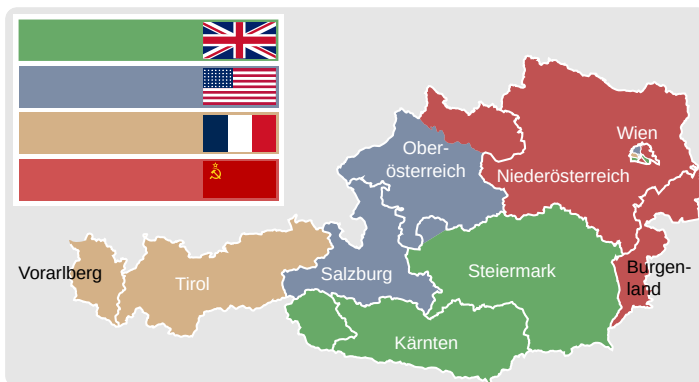 Wien
Ober-
österreich
Niederösterreich
Vorarlberg
Tirol
Salzburg
Steiermark
Burgen-
land
Kärnten